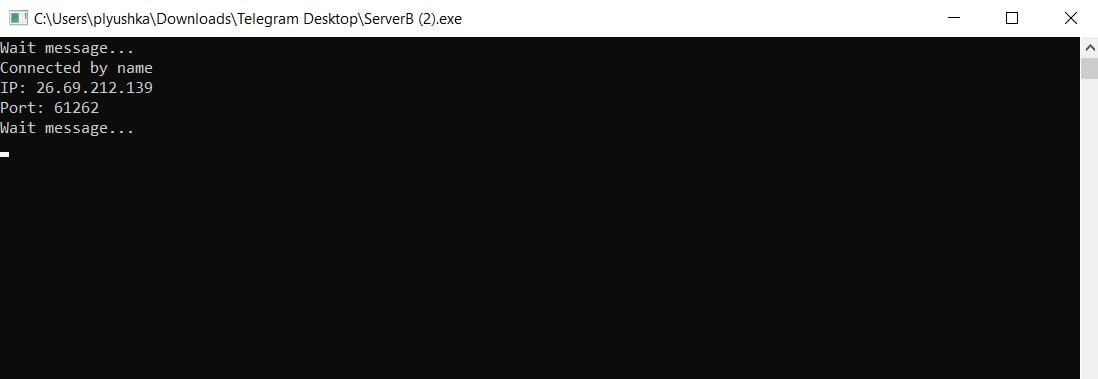 C:\Users\plyushka\Downloads\Telegram Desktop\ServerB (2).exe
Wait message...
Connected by name
IP: 26.69.212.139
Port: 61262
Wait message...